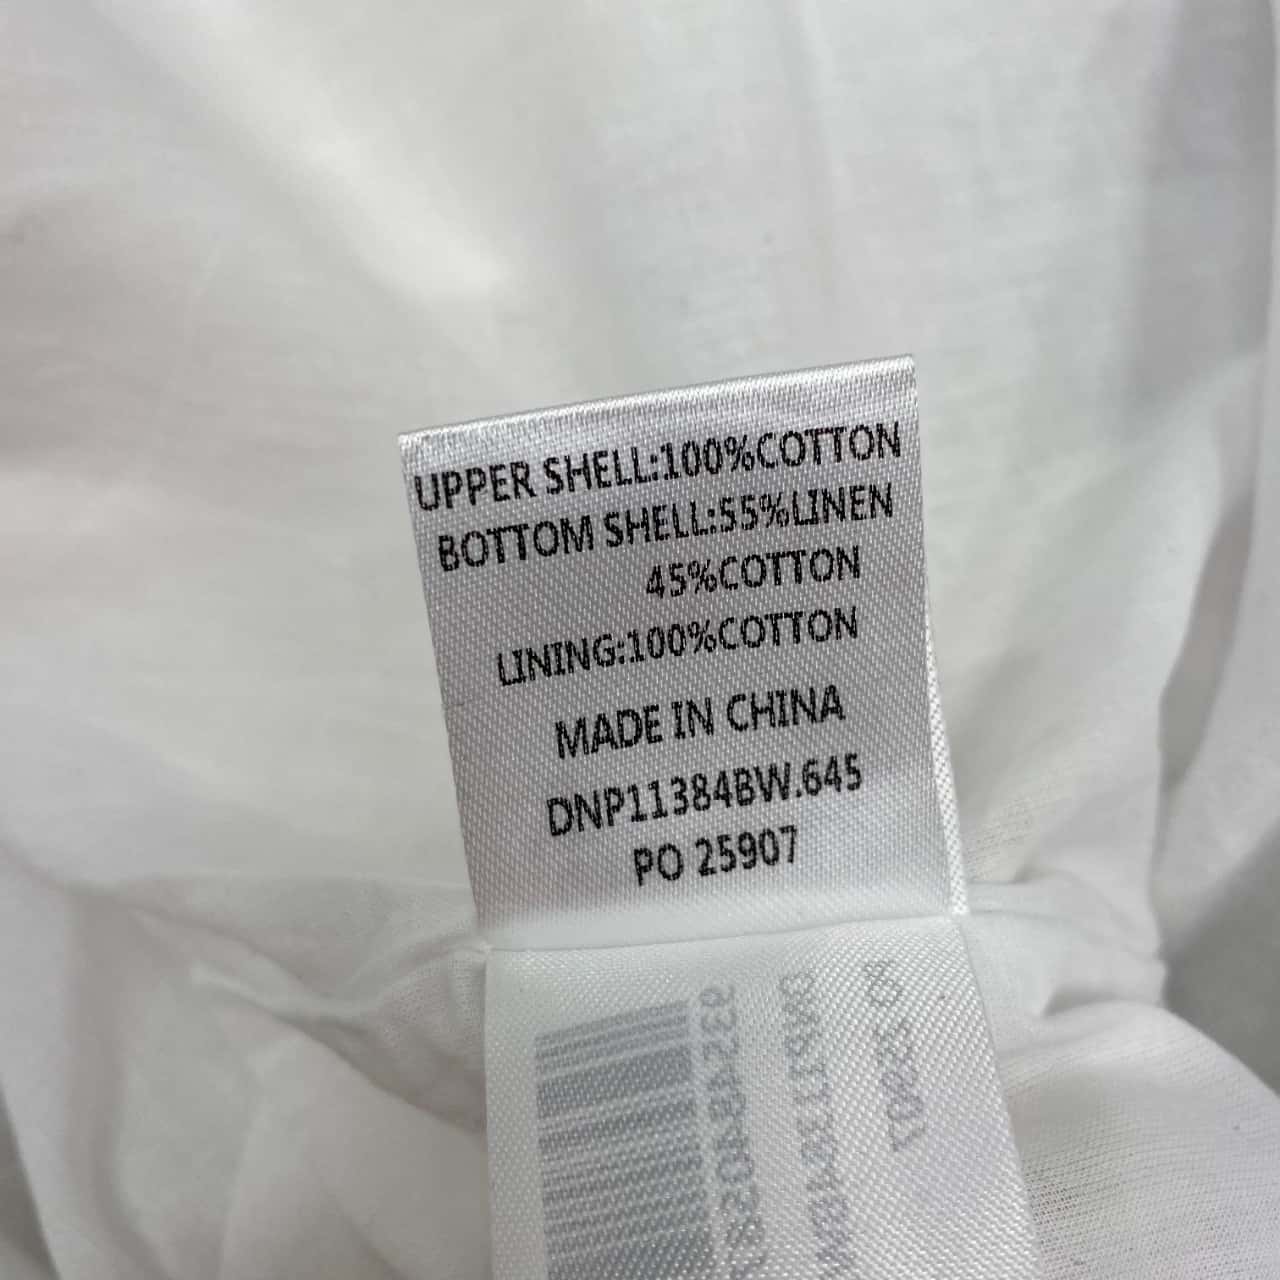 UPPER SHELL:100%COTTON
BOTTOM SHELL:55%LINEN
45%COTTON
LINING:100%COTTON
MADE IN CHINA
DNP11384BW.645
PO 25907